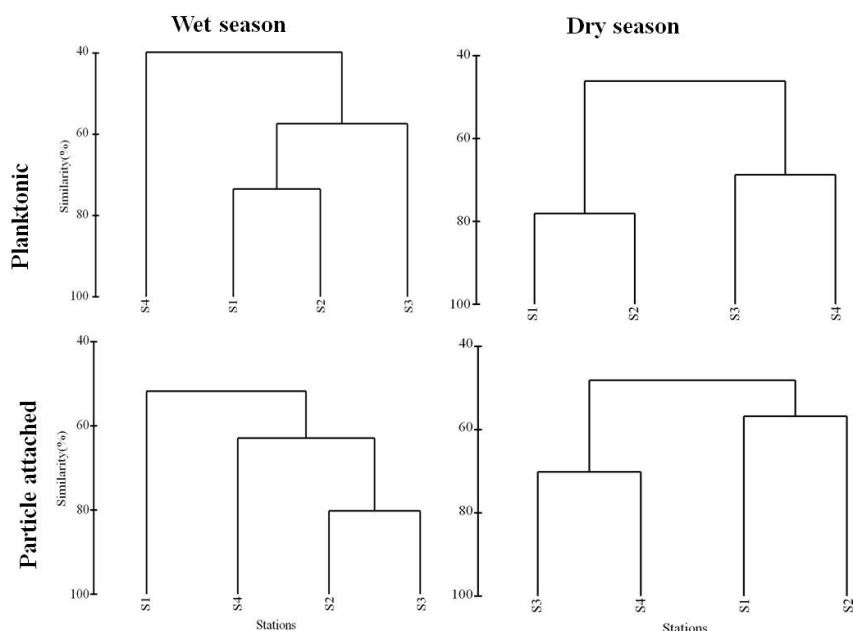 Wet season
Dry season
Planktonic
Similarity(%)
40
60
80
100
S4
S1
S2
S3
40
60
80
100
S1
S2
S3
S4
Particle attached
Similarity(%)
40
60
80
100
S1
S4
S2
S3
Stations
40
60
80
100
S3
S4
S1
S2
Stations